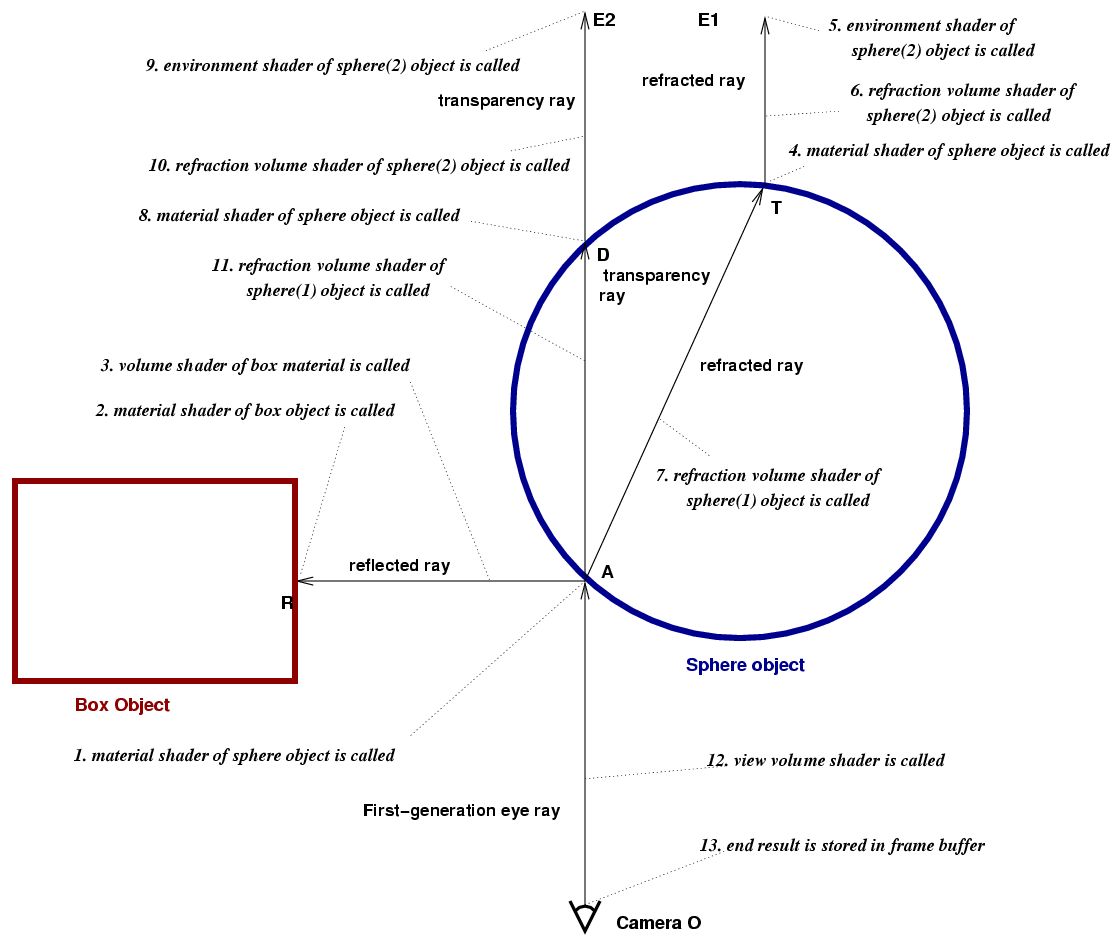 E2
E1
5. environment shader of
sphere(2) object is called
9. environment shader of sphere(2) object is called
refracted ray
transparency ray
6. refraction volume shader of
sphere(2) object is called
4. material shader of sphere object is called
10. refraction volume shader of sphere(2) object is called
T
8. material shader of sphere object is called
D
11. refraction volume shader of
sphere(1) object is called
transparency
ray
3. volume shader of box material is called
refracted ray
2. material shader of box object is called
7. refraction volume shader of
sphere(1) object is called
reflected ray
A
R
Sphere object
Box Object
1. material shader of sphere object is called
12. view volume shader is called
First−generation eye ray
13. end result is stored in frame buffer
Camera O